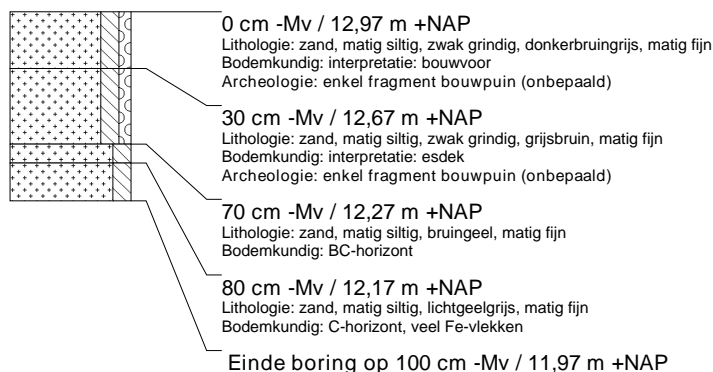 0 cm -Mv / 12,97 m +NAP
Lithologie: zand, matig siltig, zwak grindig, donkerbruingrijs, matig fijn
Bodemkundig: interpretatie: bouwvoor
Archeologie: enkel fragment bouwpuin (onbepaald)
30 cm -Mv / 12,67 m +NAP
Lithologie: zand, matig siltig, zwak grindig, grijsbruin, matig fijn
Bodemkundig: interpretatie: esdek
Archeologie: enkel fragment bouwpuin (onbepaald)
70 cm -Mv / 12,27 m +NAP
Lithologie: zand, matig siltig, bruingeel, matig fijn
Bodemkundig: BC-horizont
80 cm -Mv / 12,17 m +NAP
Lithologie: zand, matig siltig, lichtgeelgrijs, matig fijn
Bodemkundig: C-horizont, veel Fe-vlekken
Einde boring op 100 cm -Mv / 11,97 m +NAP